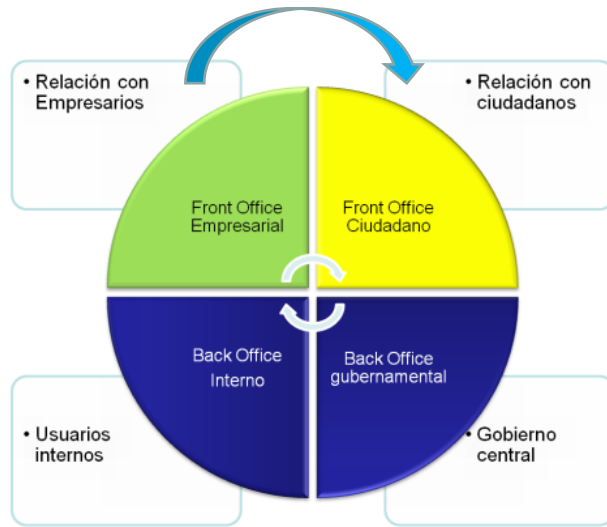 • Relación con
Empresarios
• Relación con
ciudadanos
Front Office
Empresarial
Front Office
Ciudadano
Back Office
Interno
Back Office
gubernamental
• Usuarios
internos
• Gobierno
central